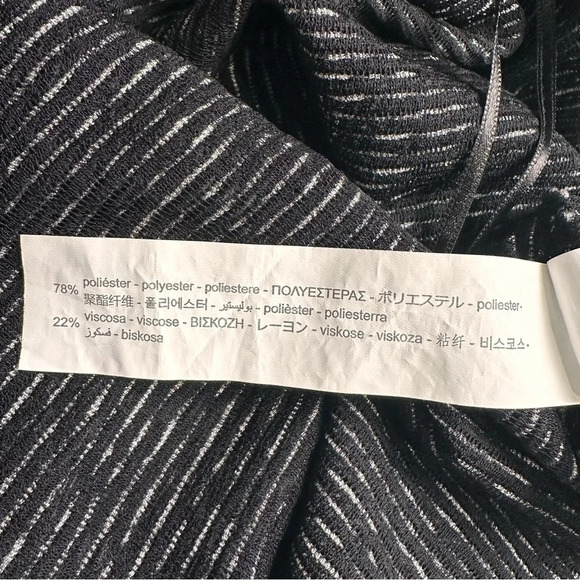 78% poliéster - polyester - poliestere - ΠΟΛΥΕΣΤΕΡΑΣ - ポリエステル - poliester-
聚酯纤维 - 폴리에스터 - بوليستير - polièster - poliesterra
22% viscosa - viscose - ΒΙΣΚΟΖΗ - レーヨン - viskose - viskoza - 粘纤 - 비스코스-
فسكوز - biskosa